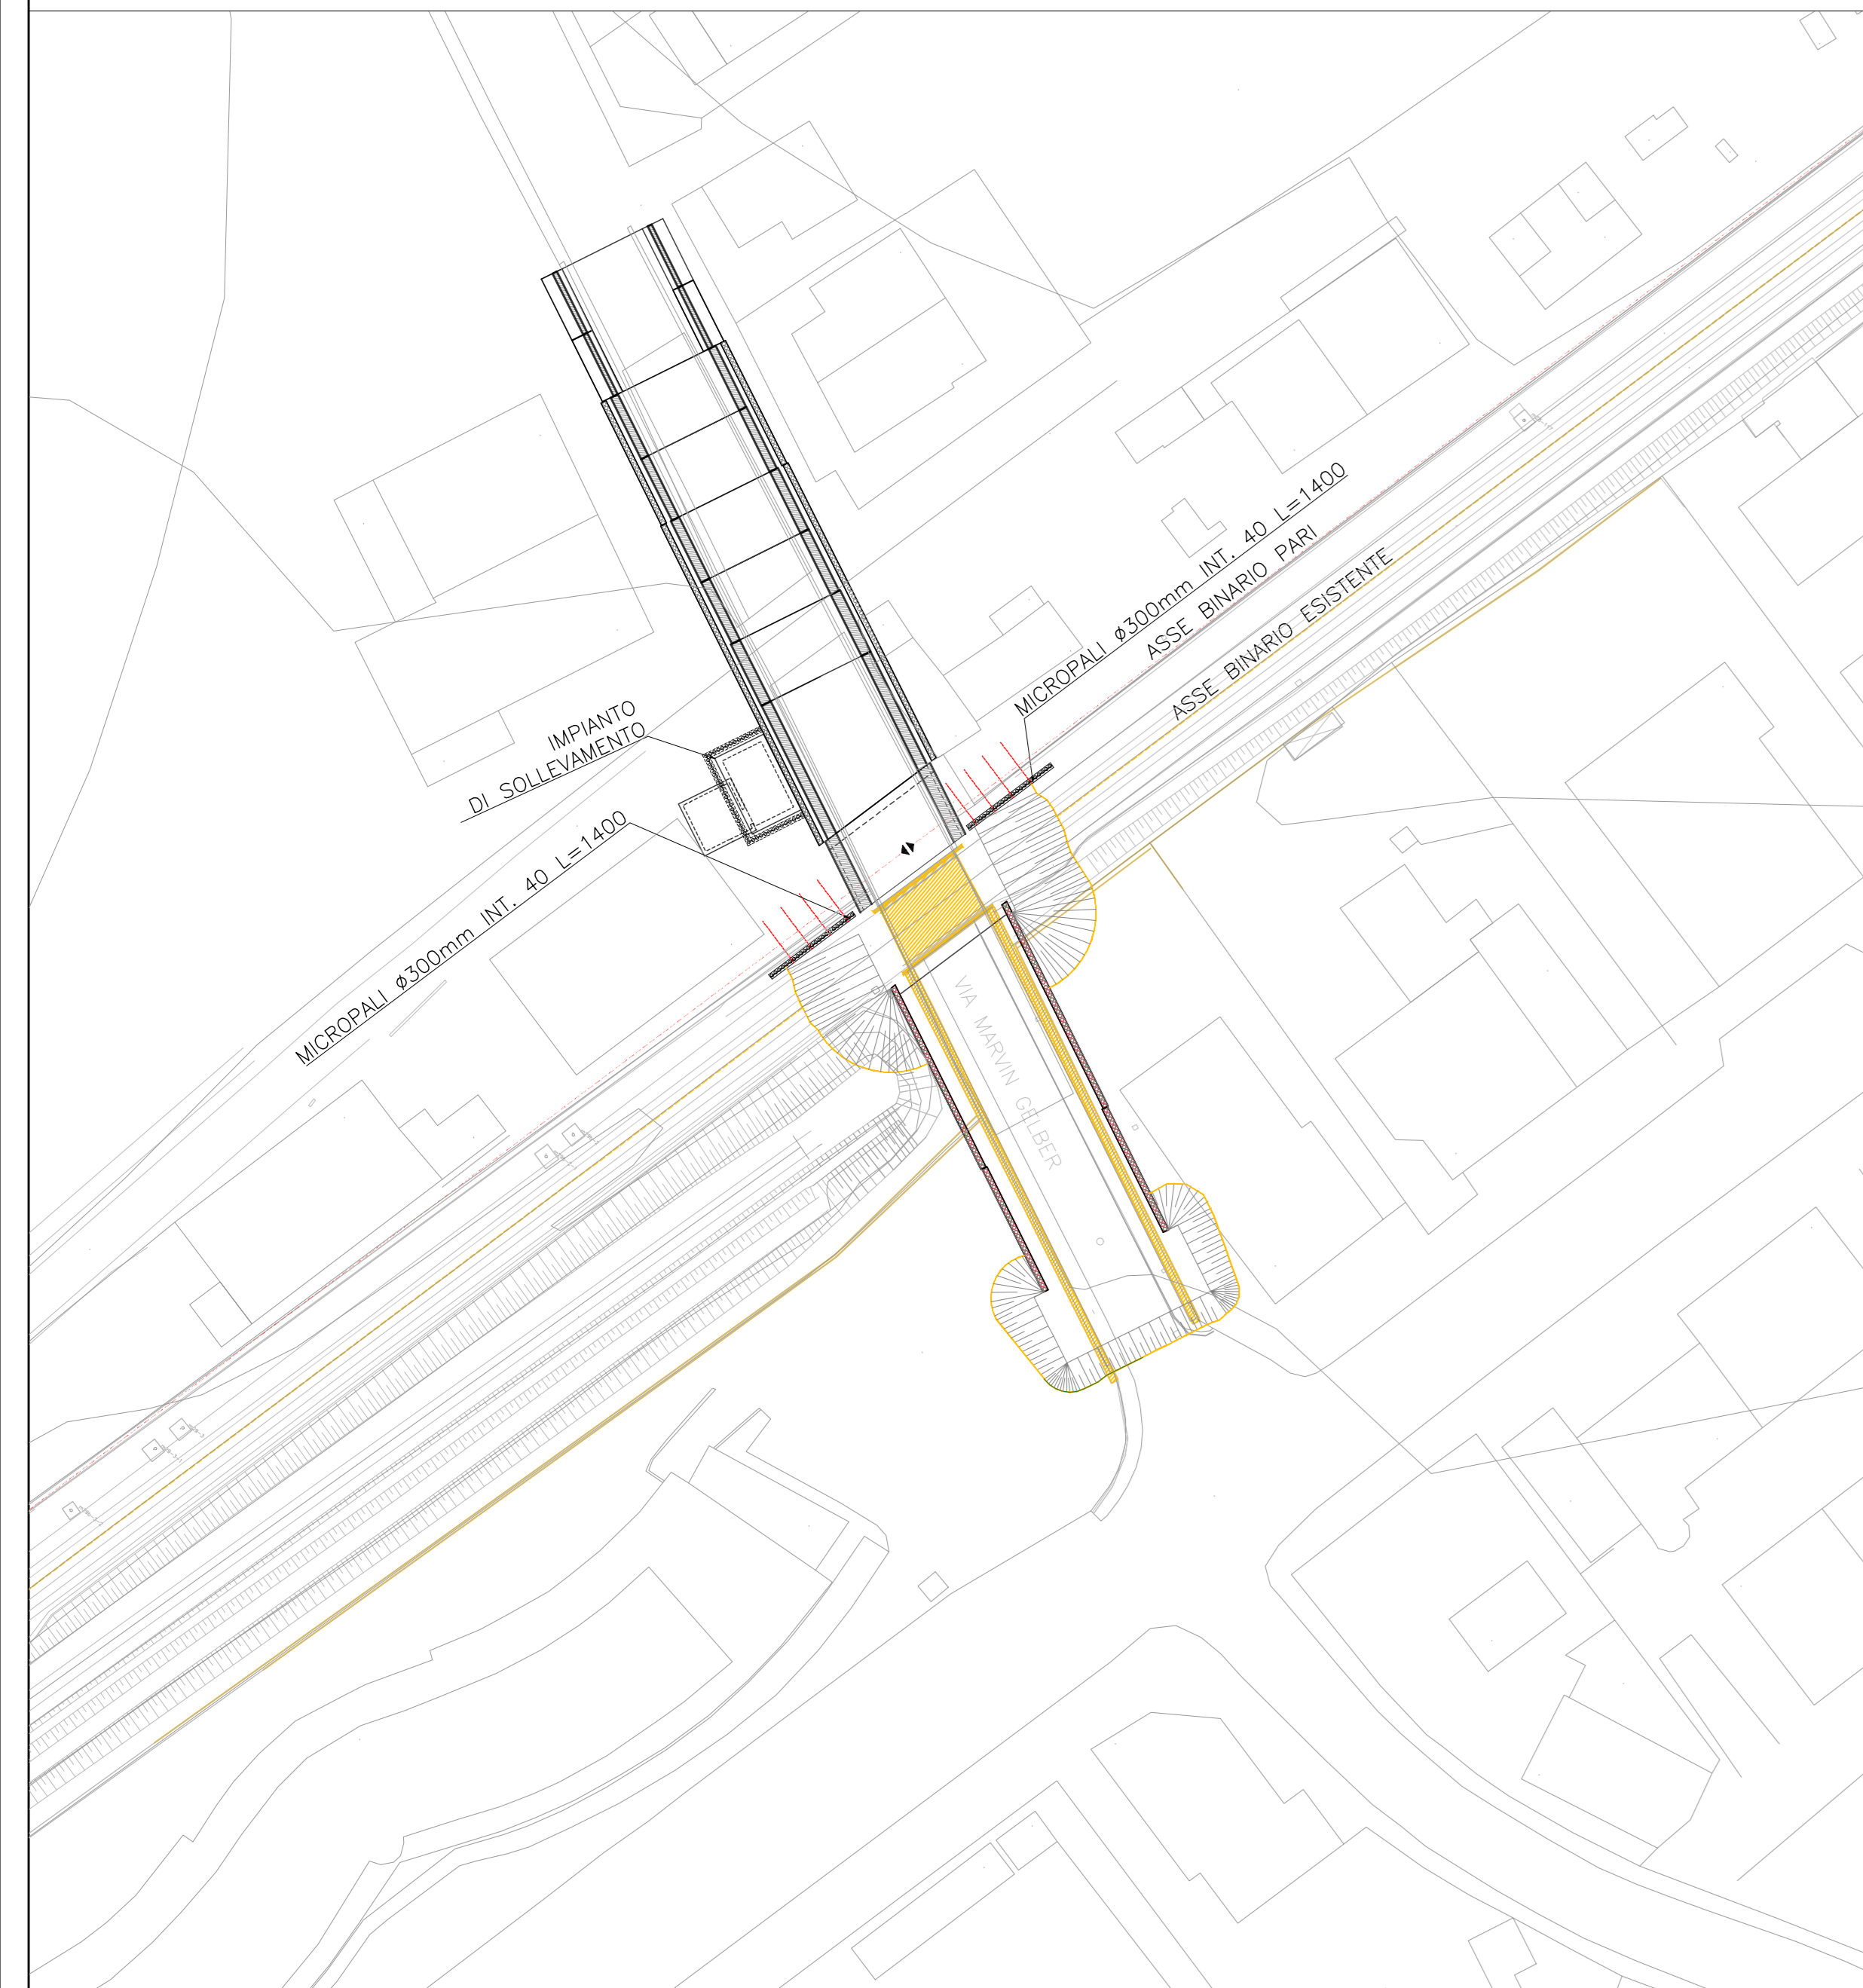 MICROPALI ø300mm INT. 40 L=1400
ASSE BINARIO PARI
ASSE BINARIO ESISTENTE
IMPIANTO
DI SOLLEVAMENTO
MICROPALI ø300mm INT. 40 L=1400
VIA MARVIN GELBER